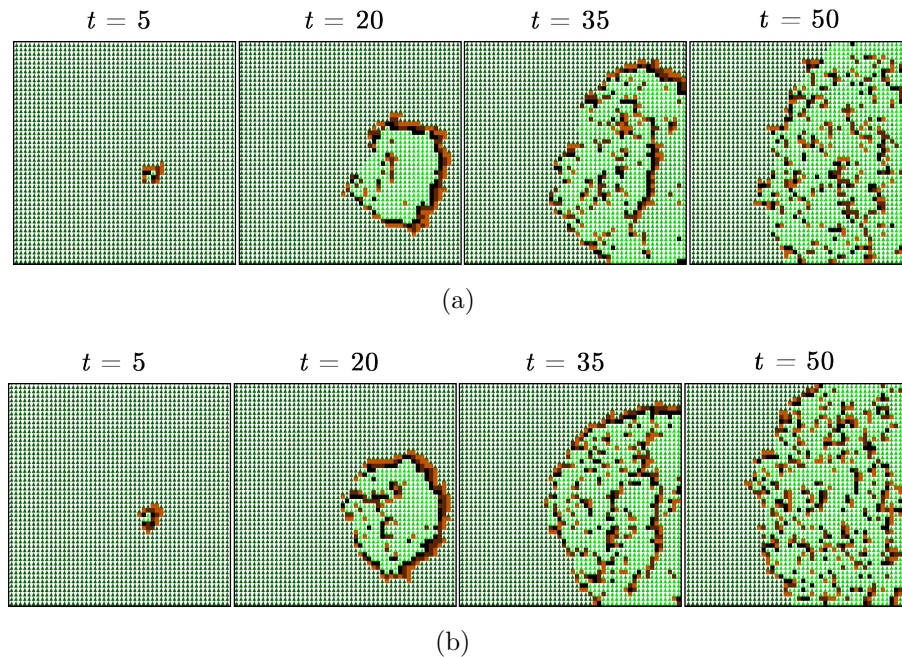 t = 5 t = 20 t = 35 t = 50
(a)
t = 5 t = 20 t = 35 t = 50
(b)